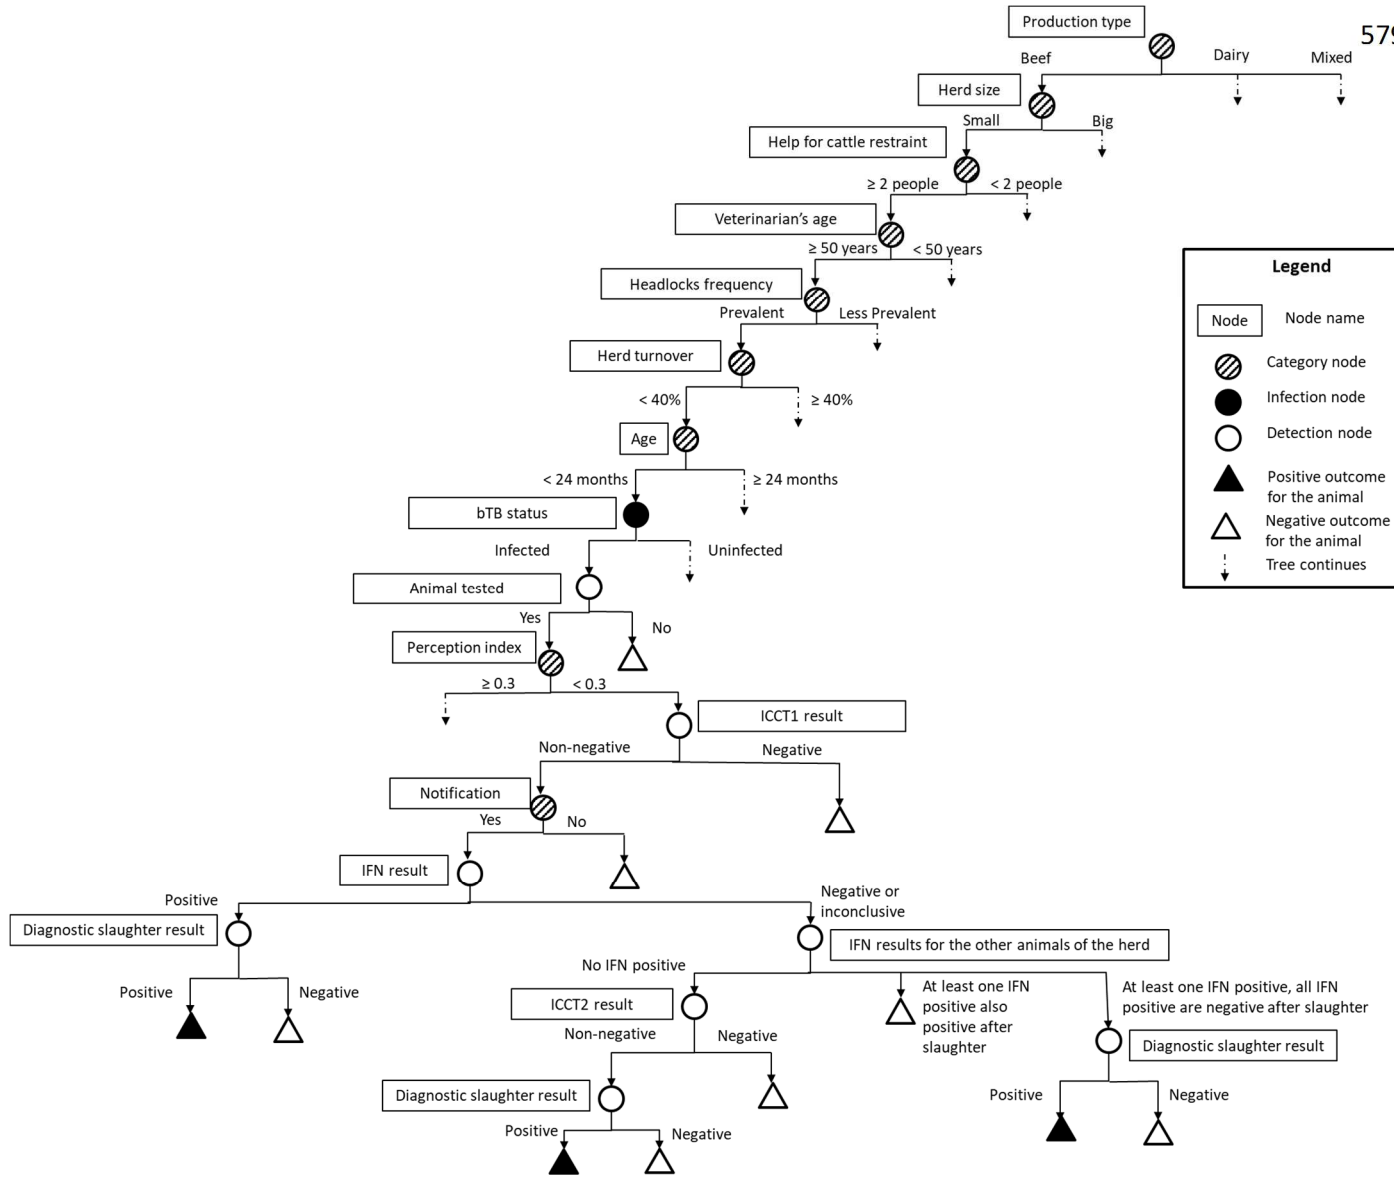 Production type
579
Beef
Dairy
Mixed
Herd size
Small
Big
Help for cattle restraint
≥ 2 people
< 2 people
Veterinarian's age
≥ 50 years
< 50 years
Headlocks frequency
Prevalent
Less Prevalent
Herd turnover
< 40%
≥ 40%
Age
< 24 months
≥ 24 months
bTB status
Infected
Uninfected
Animal tested
Yes
No
Perception index
≥ 0.3
< 0.3
ICCT1 result
Non-negative
Negative
Notification
Yes
No
IFN result
Positive
Negative or
inconclusive
Diagnostic slaughter result
IFN results for the other animals of the herd
Positive
Negative
No IFN positive
At least one IFN
positive also
positive after
slaughter
At least one IFN positive, all IFN
positive are negative after slaughter
ICCT2 result
Non-negative
Negative
Diagnostic slaughter result
Positive
Negative
Diagnostic slaughter result
Positive
Negative
Legend
Node
Node name
Category node
Infection node
Detection node
Positive outcome
for the animal
Negative outcome
for the animal
Tree continues